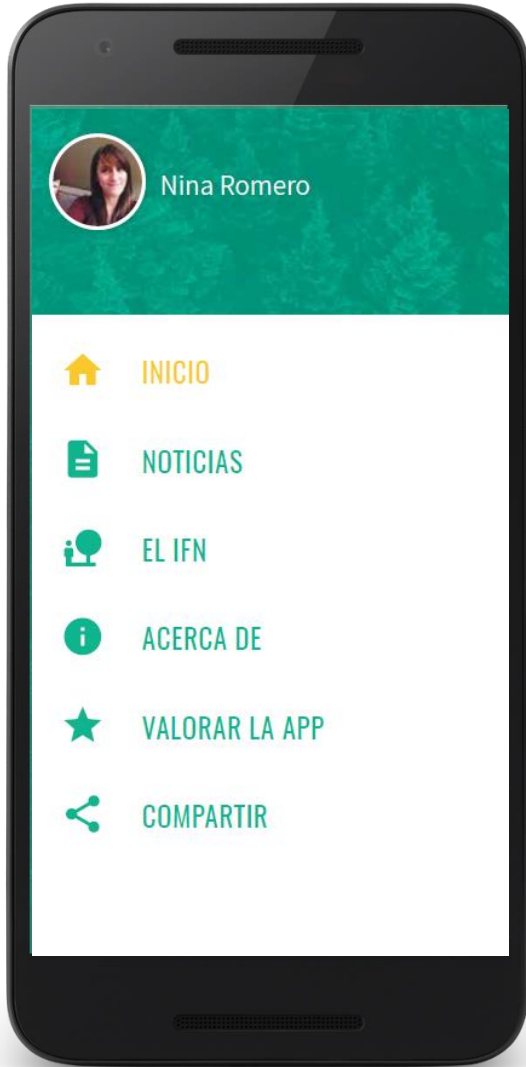 Nina Romero
INICIO
NOTICIAS
EL IFN
ACERCA DE
VALORAR LA APP
COMPARTIR